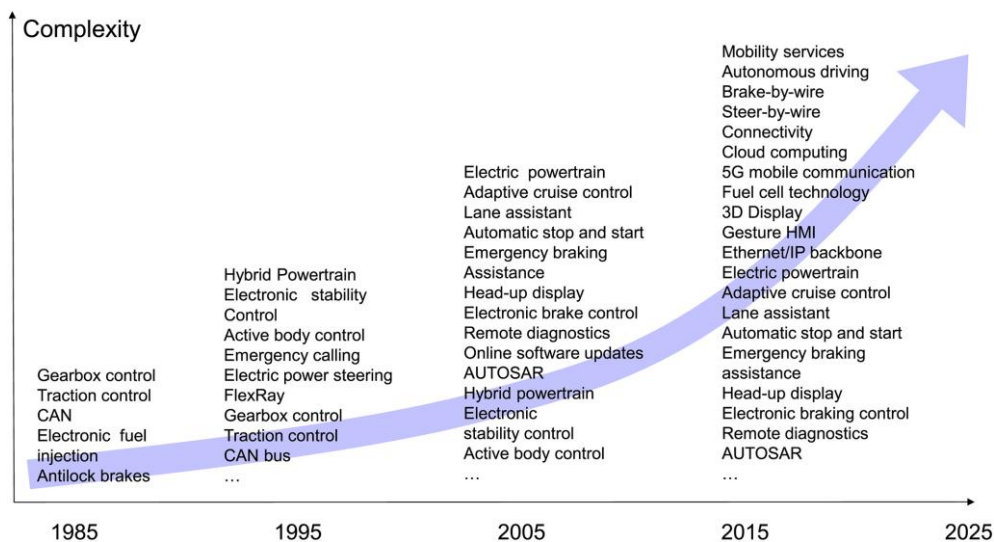 Complexity
Gearbox control
Traction control
CAN
Electronic fuel
injection
Antilock brakes
Hybrid Powertrain
Electronic stability
Control
Active body control
Emergency calling
Electric power steering
FlexRay
Gearbox control
Traction control
CAN bus
…
Electric powertrain
Adaptive cruise control
Lane assistant
Automatic stop and start
Emergency braking
Assistance
Head-up display
Electronic brake control
Remote diagnostics
Online software updates
AUTOSAR
Hybrid powertrain
Electronic
stability control
Active body control
…
Mobility services
Autonomous driving
Brake-by-wire
Steer-by-wire
Connectivity
Cloud computing
5G mobile communication
Fuel cell technology
3D Display
Gesture HMI
Ethernet/IP backbone
Electric powertrain
Adaptive cruise control
Lane assistant
Automatic stop and start
Emergency braking
assistance
Head-up display
Electronic braking control
Remote diagnostics
AUTOSAR
…
1985 1995 2005 2015 2025